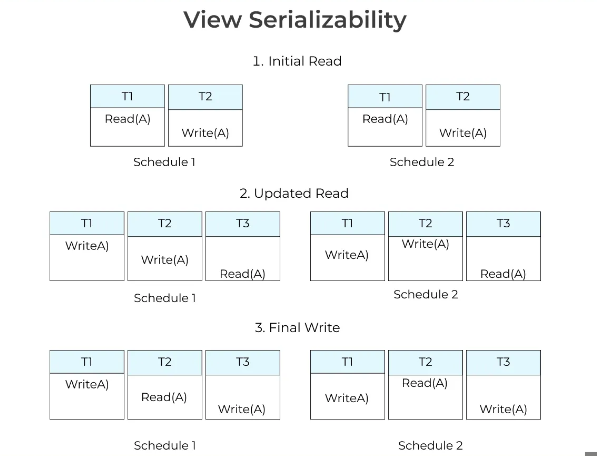 View Serializability
1. Initial Read
T1 T2 T1 T2
Read(A) Read(A)
Write(A) Write(A)
Schedule 1 Schedule 2
2. Updated Read
T1 T2 T3 T1 T2 T3
WriteA) Write(A)
Write(A) WriteA)
Read(A) Read(A)
Schedule 1 Schedule 2
3. Final Write
T1 T2 T3 T1 T2 T3
WriteA) Read(A)
Read(A) WriteA)
Write(A) Write(A)
Schedule 1 Schedule 2